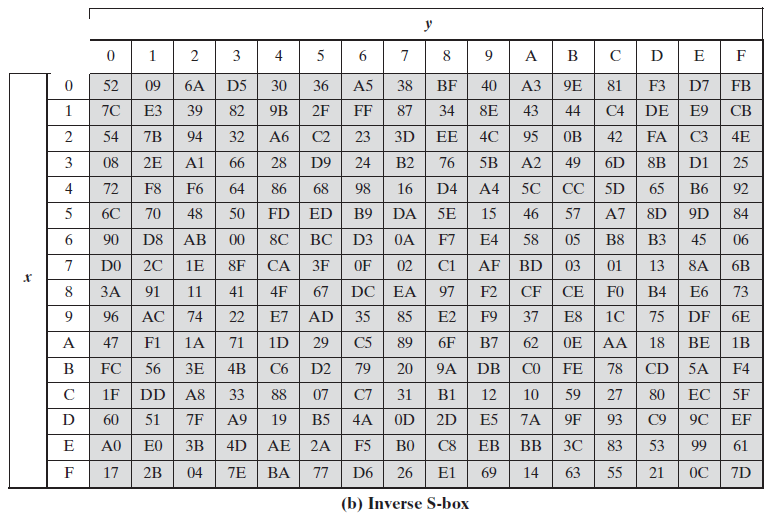 y
0 1 2 3 4 5 6 7 8 9 A B C D E F
0 52 09 6A D5 30 36 A5 38 BF 40 A3 9E 81 F3 D7 FB
1 7C E3 39 82 9B 2F FF 87 34 8E 43 44 C4 DE E9 CB
2 54 7B 94 32 A6 C2 23 3D EE 4C 95 0B 42 FA C3 4E
3 08 2E A1 66 28 D9 24 B2 76 5B A2 49 6D 8B D1 25
4 72 F8 F6 64 86 68 98 16 D4 A4 5C CC 5D 65 B6 92
5 6C 70 48 50 FD ED B9 DA 5E 15 46 57 A7 8D 9D 84
6 90 D8 AB 00 8C BC D3 0A F7 E4 58 05 B8 B3 45 06
7 D0 2C 1E 8F CA 3F 0F 02 C1 AF BD 03 01 13 8A 6B
x
8 3A 91 11 41 4F 67 DC EA 97 F2 CF CE F0 B4 E6 73
9 96 AC 74 22 E7 AD 35 85 E2 F9 37 E8 1C 75 DF 6E
A 47 F1 1A 71 1D 29 C5 89 6F B7 62 0E AA 18 BE 1B
B FC 56 3E 4B C6 D2 79 20 9A DB C0 FE 78 CD 5A F4
C 1F DD A8 33 88 07 C7 31 B1 12 10 59 27 80 EC 5F
D 60 51 7F A9 19 B5 4A 0D 2D E5 7A 9F 93 C9 9C EF
E A0 E0 3B 4D AE 2A F5 B0 C8 EB BB 3C 83 53 99 61
F 17 2B 04 7E BA 77 D6 26 E1 69 14 63 55 21 0C 7D
(b) Inverse S-box